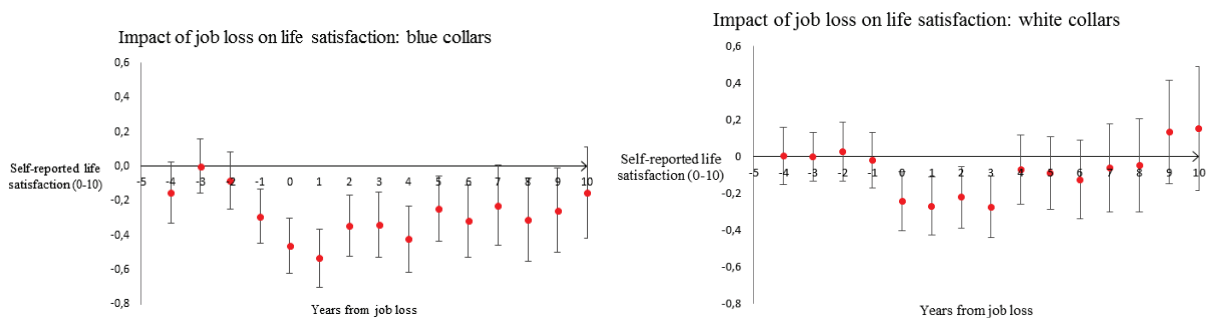 Impact of job loss on life satisfaction: blue collars
0,6
0,4
0,2
0,0
-0,2
-0,4
-0,6
-0,8
Self-reported life
satisfaction (0-10)
-5 -4 -3 -2 -1 0 1 2 3 4 5 6 7 8 9 10
Years from job loss
Impact of job loss on life satisfaction: white collars
0,6
0,4
0,2
0
-0,2
-0,4
-0,6
-0,8
Self-reported life
satisfaction (0-10)
-5 -4 -3 -2 -1 0 1 2 3 4 5 6 7 8 9 10
Years from job loss